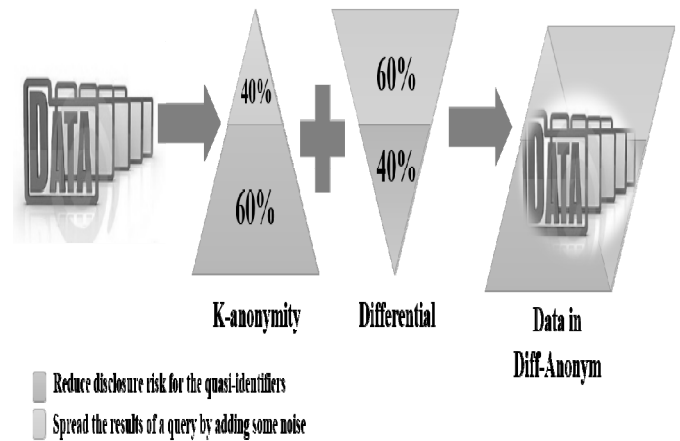 DATA
40%
60%
60%
40%
DATA
K-anonymity
Differential
Data in
Diff-Anonym
Reduce disclosure risk for the quasi-identifiers
Spread the results of a query by adding some noise